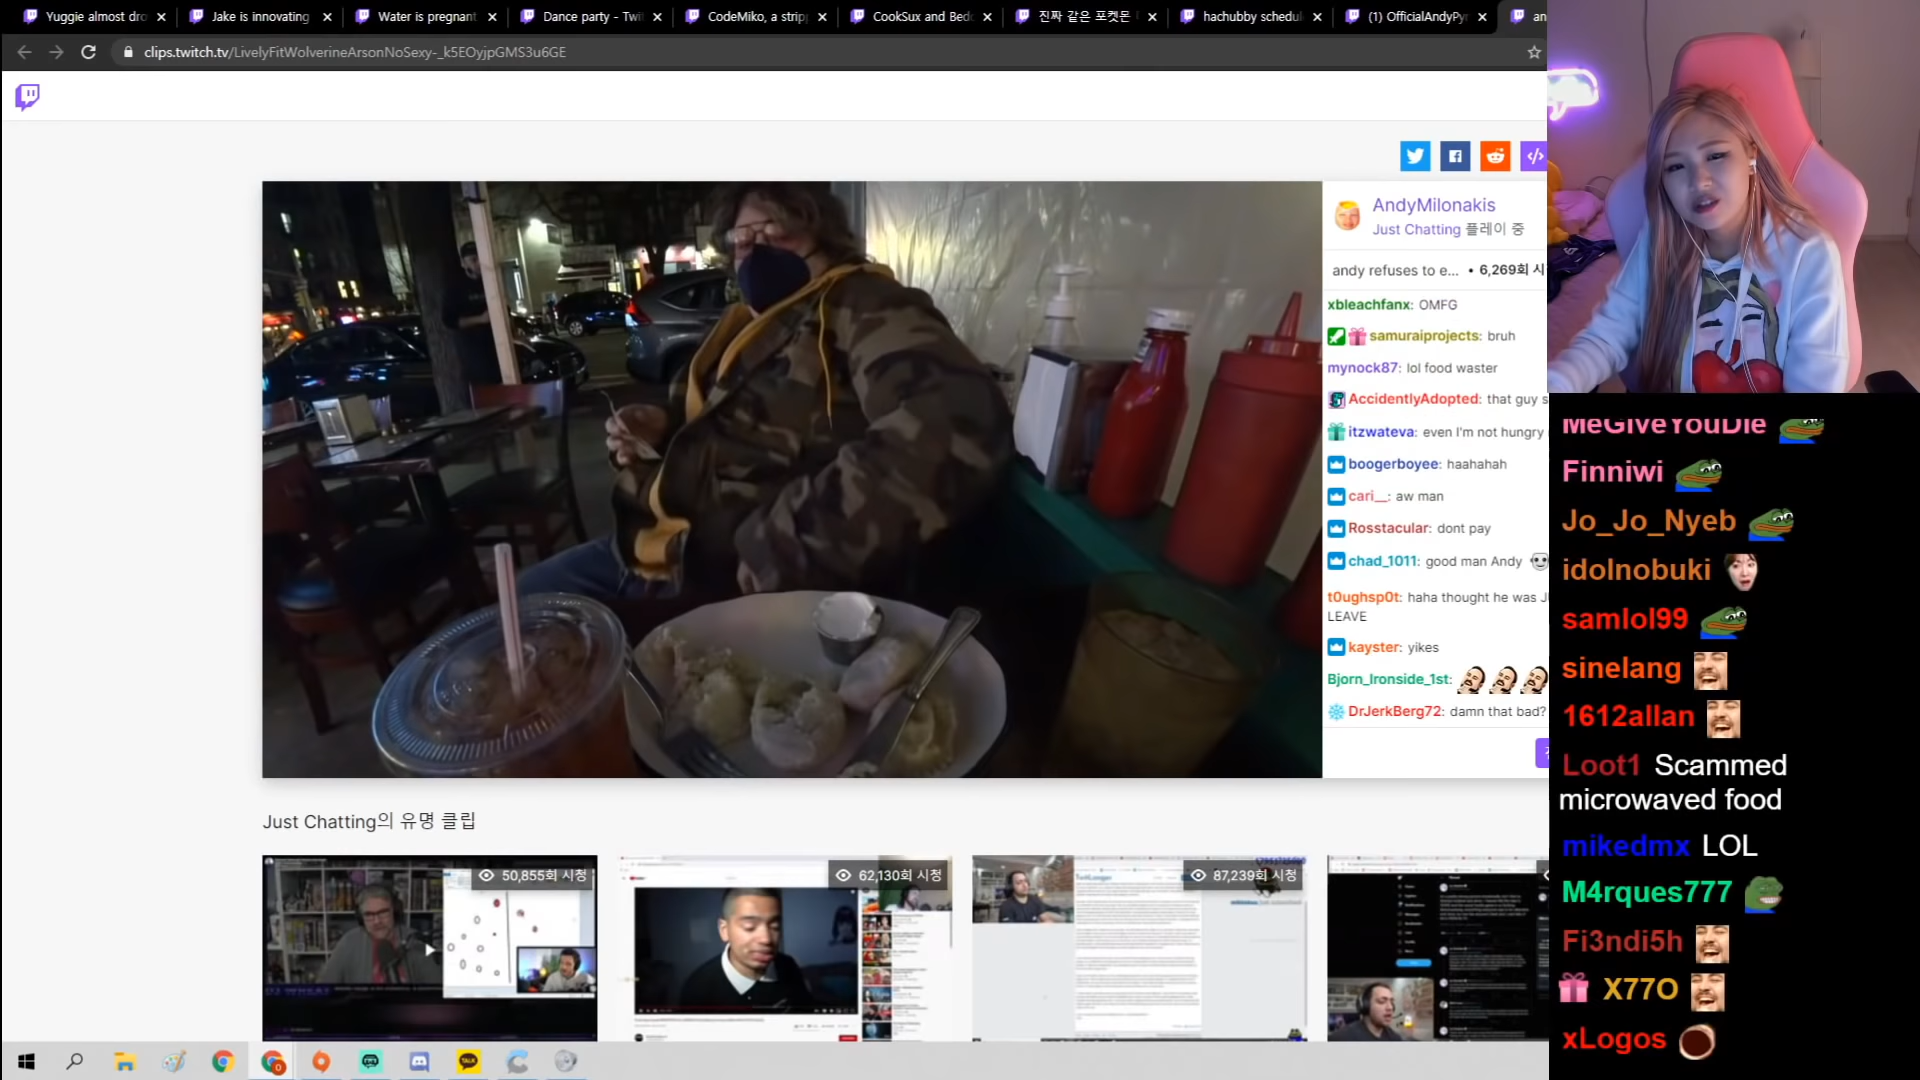 Yuggie almost dro
Jake is innovating
Water is pregnant
Dance party - Twi
CodeMiko, a strip
CookSux and Bed
진짜 같은 포켓몬
hachubby schedul
(1) OfficialAndyPy
an
clips.twitch.tv/LivelyFitWolverineArsonNoSexy-_k5EOyjpGMS3u6GE
AndyMilonakis
Just Chatting 플레이 중
andy refuses to e... • 6,269회 시
xbleachfanx: OMFG
samuraiprojects: bruh
mynock87: lol food waster
AccidentlyAdopted: that guy s
itzwateva: even I'm not hungry
boogerboyee: haahahah
cari__: aw man
Rosstacular: dont pay
chad_1011: good man Andy
t0ughsp0t: haha thought he was J
LEAVE
kayster: yikes
Bjorn_Ironside_1st:
DrJerkBerg72: damn that bad?
Just Chatting의 유명 클립
50,855회 시청
62,130회 시청
87,239회 시청
MeGiveYouDie
Finniwi
Jo_Jo_Nyeb
idolnobuki
samlol99
sinelang
1612allan
Loot1 Scammed
microwaved food
mikedmx LOL
M4rques777
Fi3ndi5h
X77O
xLogos
TALK